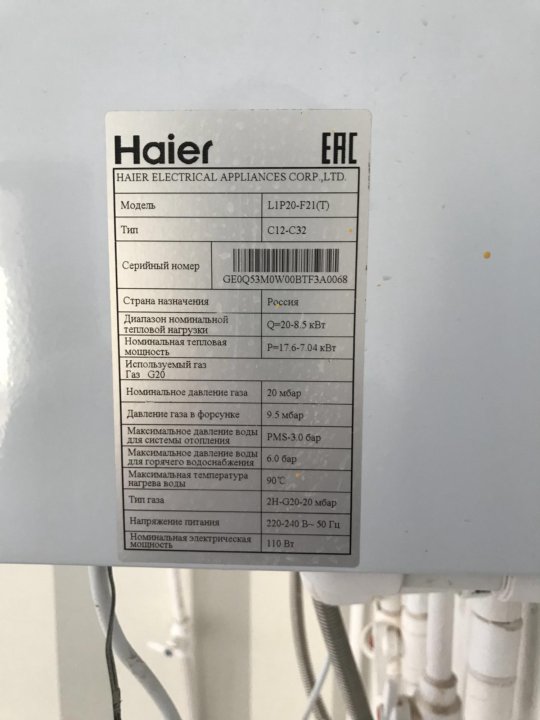 Haier EAC
HAIER ELECTRICAL APPLIANCES CORP.,LTD.
Модель L1P20-F21(T)
Тип C12-C32
Серийный номер GE0Q53M0W00BTF3A0068
Страна назначения Россия
Диапазон номинальной
тепловой нагрузки Q=20-8.5 кВт
Номинальная тепловая
мощность P=17.6-7.04 кВт
Используемый газ
Газ G20
Номинальное давление газа 20 мбар
Давление газа в форсунке 9.5 мбар
Максимальное давление воды
для системы отопления PMS-3.0 бар
Максимальное давление воды
для горячего водоснабжения 6.0 бар
Максимальная температура
нагрева воды 90℃
Тип газа 2H-G20-20 мбар
Напряжение питания 220-240 В~ 50 Гц
Номинальная электрическая
мощность 110 Вт